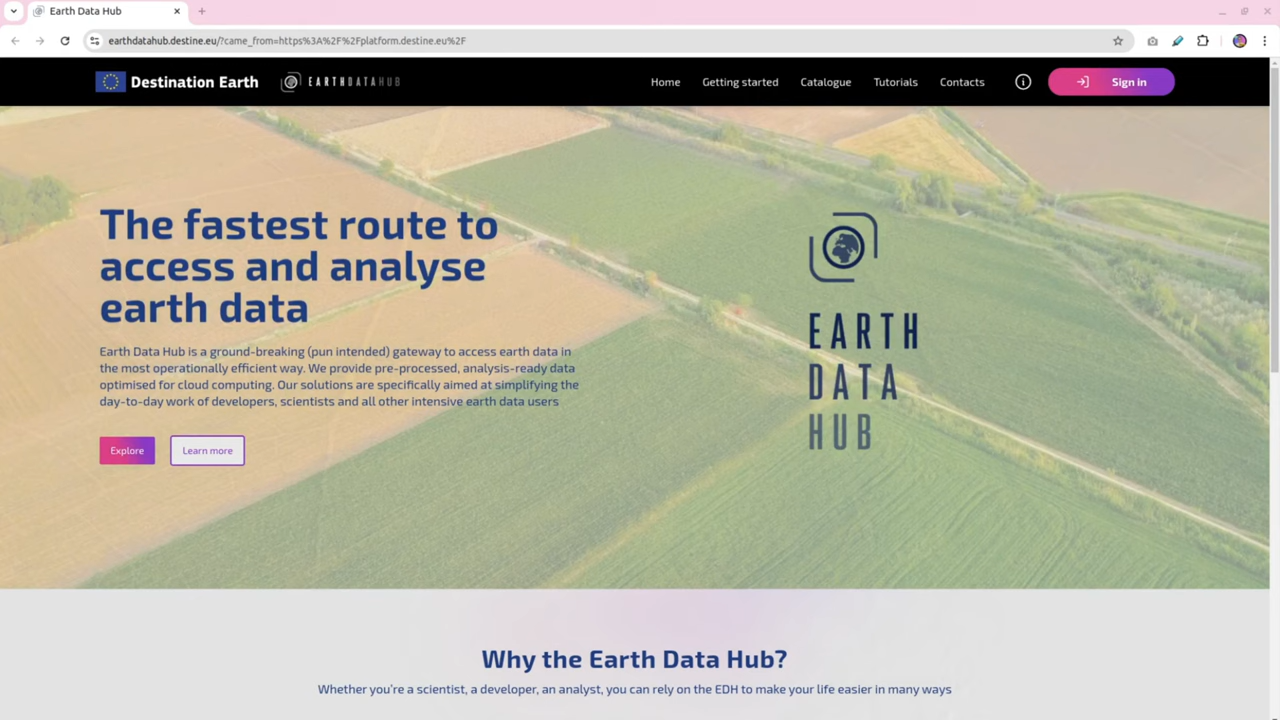 Earth Data Hub
earthdatahub.destine.eu/?came_from=https%3A%2F%2Fplatform.destine.eu%2F
Destination Earth
EARTHDATAHUB
Home
Getting started
Catalogue
Tutorials
Contacts
Sign in
The fastest route to
access and analyse
earth data
Earth Data Hub is a ground-breaking (pun intended) gateway to access earth data in
the most operationally efficient way. We provide pre-processed, analysis-ready data
optimised for cloud computing. Our solutions are specifically aimed at simplifying the
day-to-day work of developers, scientists and all other intensive earth data users
Explore
Learn more
EARTH
DATA
HUB
Why the Earth Data Hub?
Whether you're a scientist, a developer, an analyst, you can rely on the EDH to make your life easier in many ways